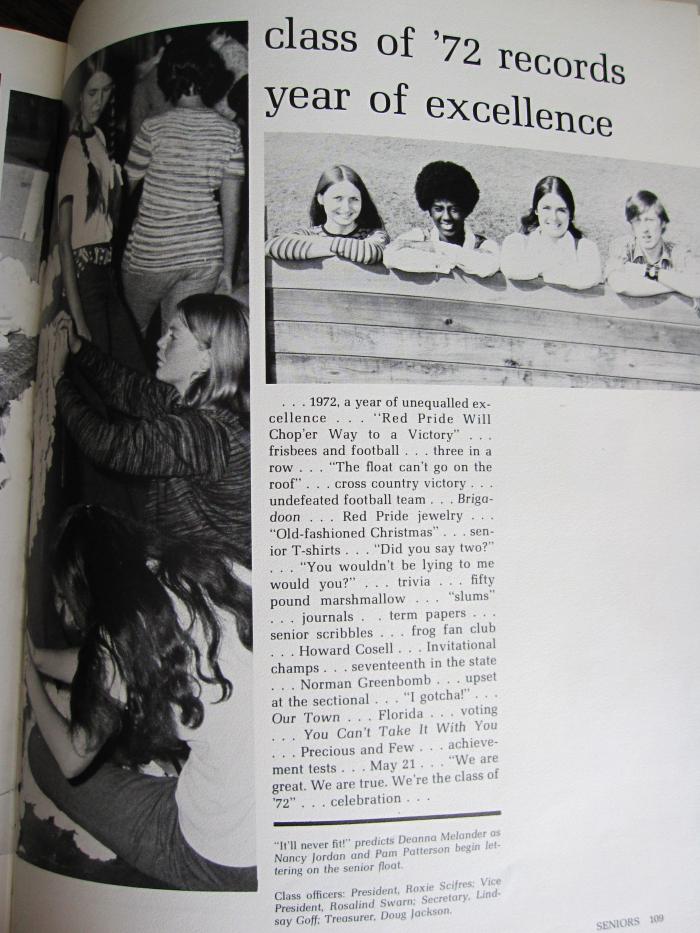 class of '72 records
year of excellence
. . . 1972, a year of unequalled ex-
cellence . . . "Red Pride Will
Chop'er Way to a Victory" . . .
frisbees and football . . . three in a
row . . . "The float can't go on the
roof" . . . cross country victory . . .
undefeated football team . . . Briga-
doon . . . Red Pride jewelry . . .
"Old-fashioned Christmas" . . . sen-
ior T-shirts . . . "Did you say two?"
. . . "You wouldn't be lying to me
would you?" . . . trivia . . . fifty
pound marshmallow . . . "slums"
. . . journals . . term papers . . .
senior scribbles . . . frog fan club
. . . Howard Cosell . . . Invitational
champs . . . seventeenth in the state
. . . Norman Greenbomb . . . upset
at the sectional . . . "I gotcha!" . . .
Our Town . . . Florida . . . voting
. . . You Can't Take It With You
. . . Precious and Few . . . achieve-
ment tests . . . May 21 . . . "We are
great. We are true. We're the class of
'72" . . . celebration . . .
"It'll never fit!" predicts Deanna Melander as
Nancy Jordan and Pam Patterson begin let-
tering on the senior float.
Class officers: President, Roxie Scifres; Vice
President, Rosalind Swarn; Secretary, Lind-
say Goff; Treasurer, Doug Jackson.
SENIORS 109